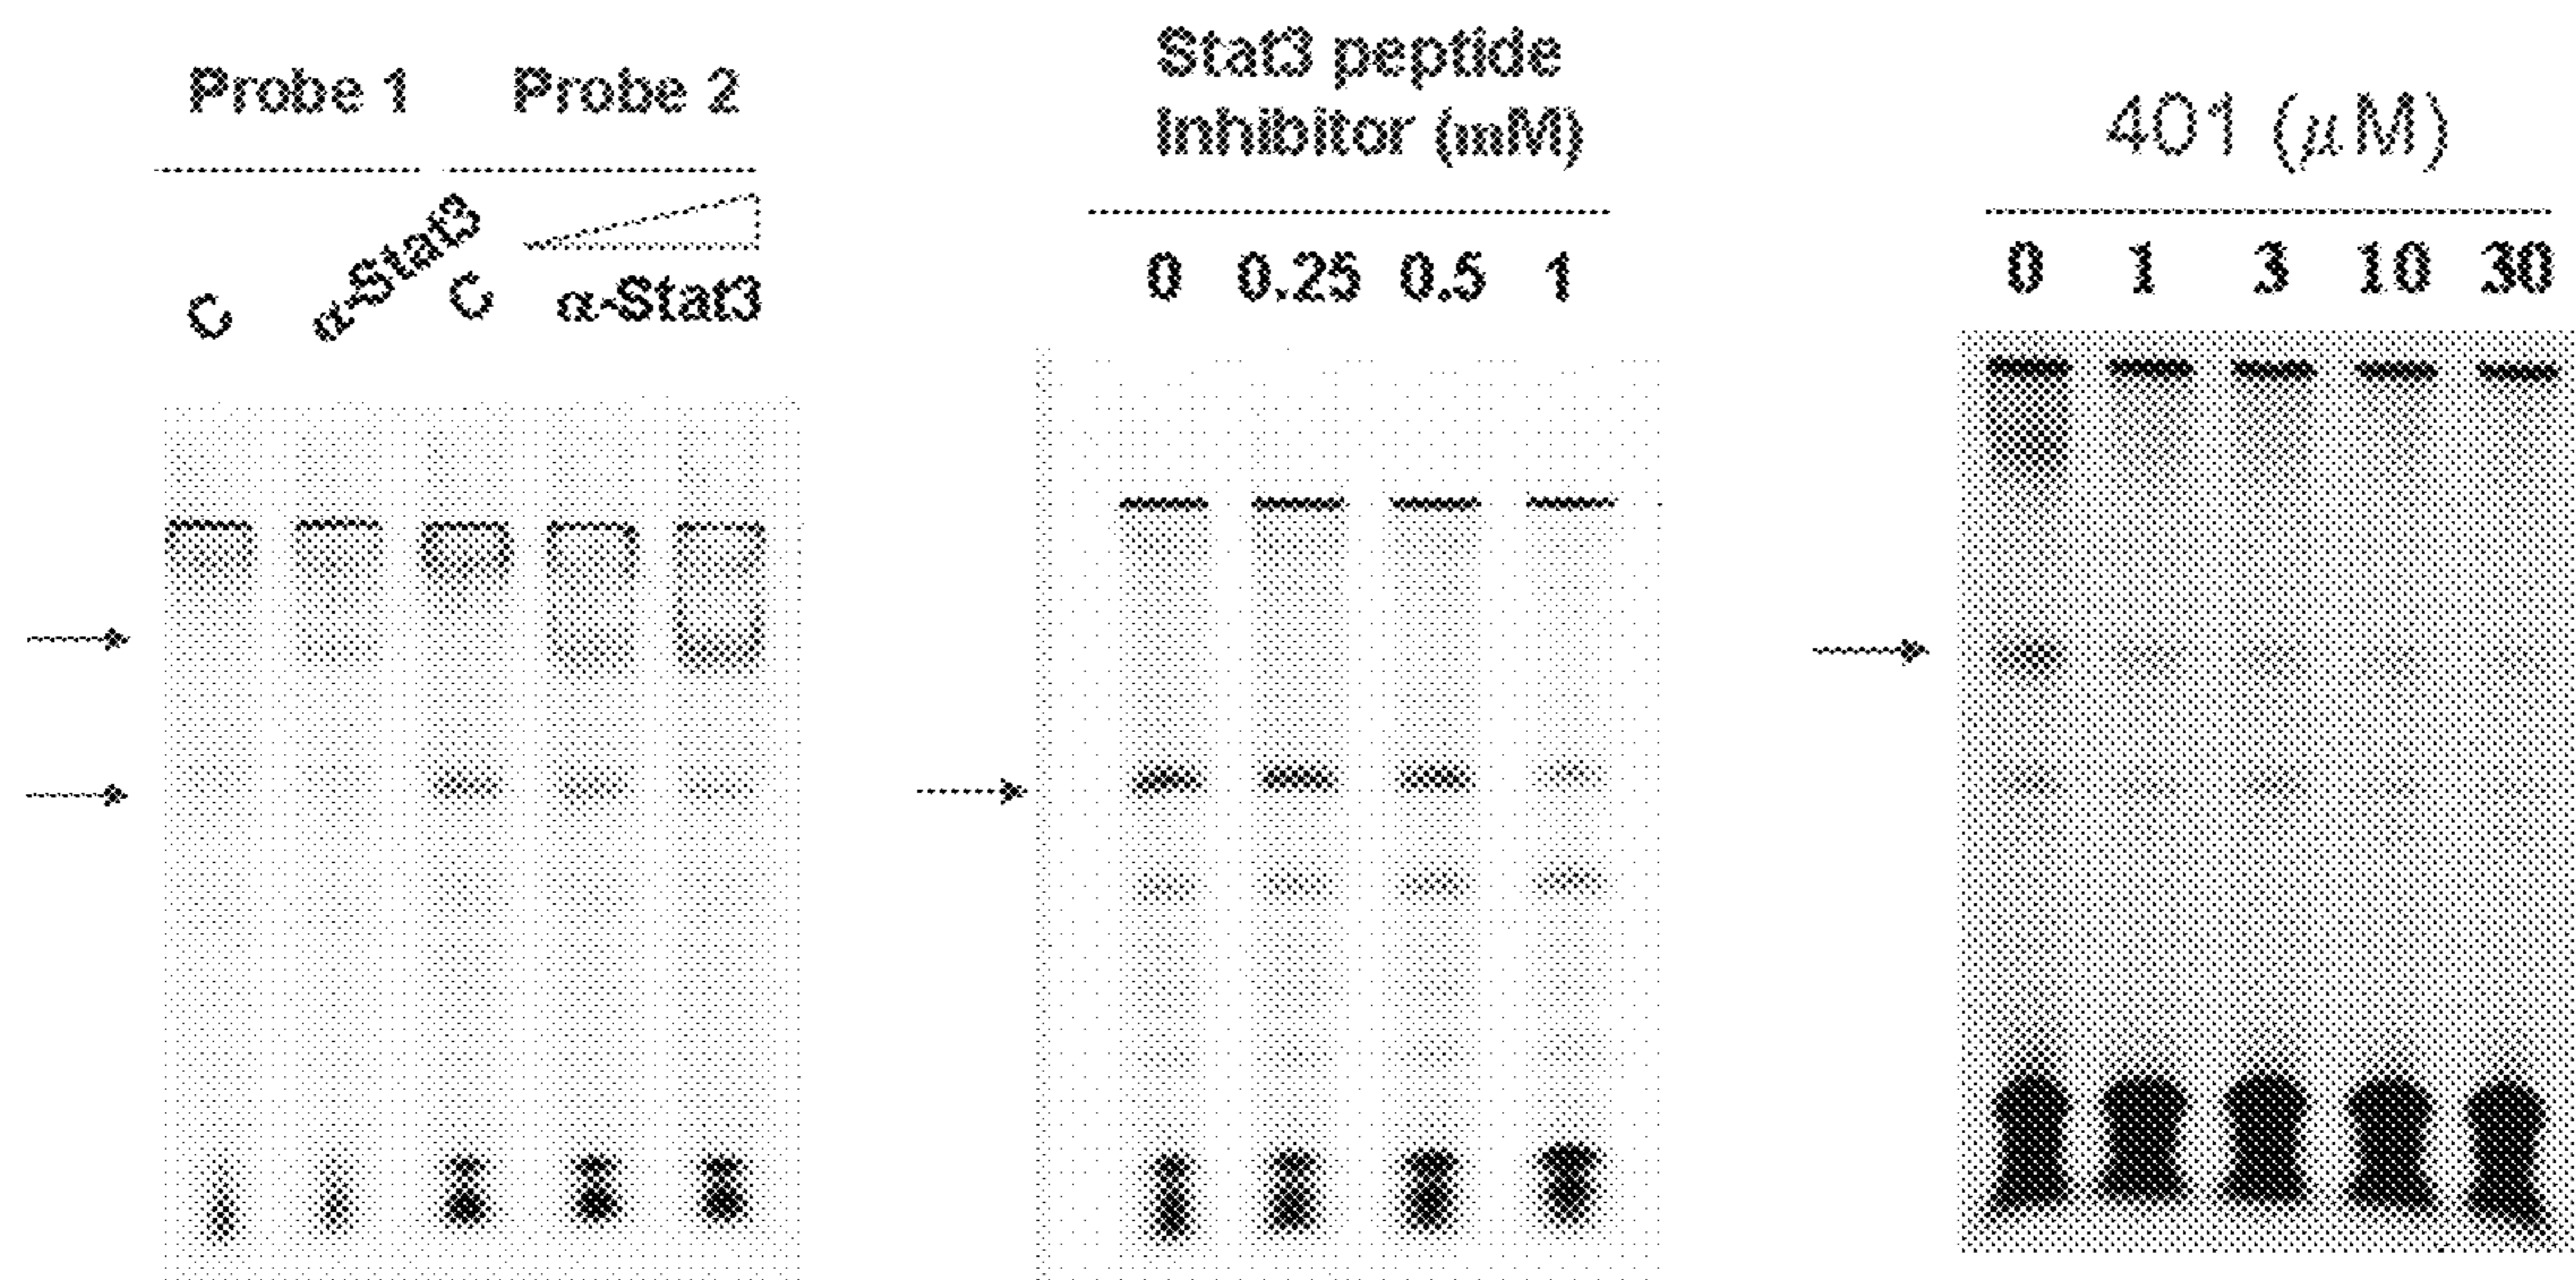 Probe 1 Probe 2
C α-Stat3 C α-Stat3
Stat3 peptide
Inhibitor (mM)
0 0.25 0.5 1
401 (μM)
0 1 3 10 30